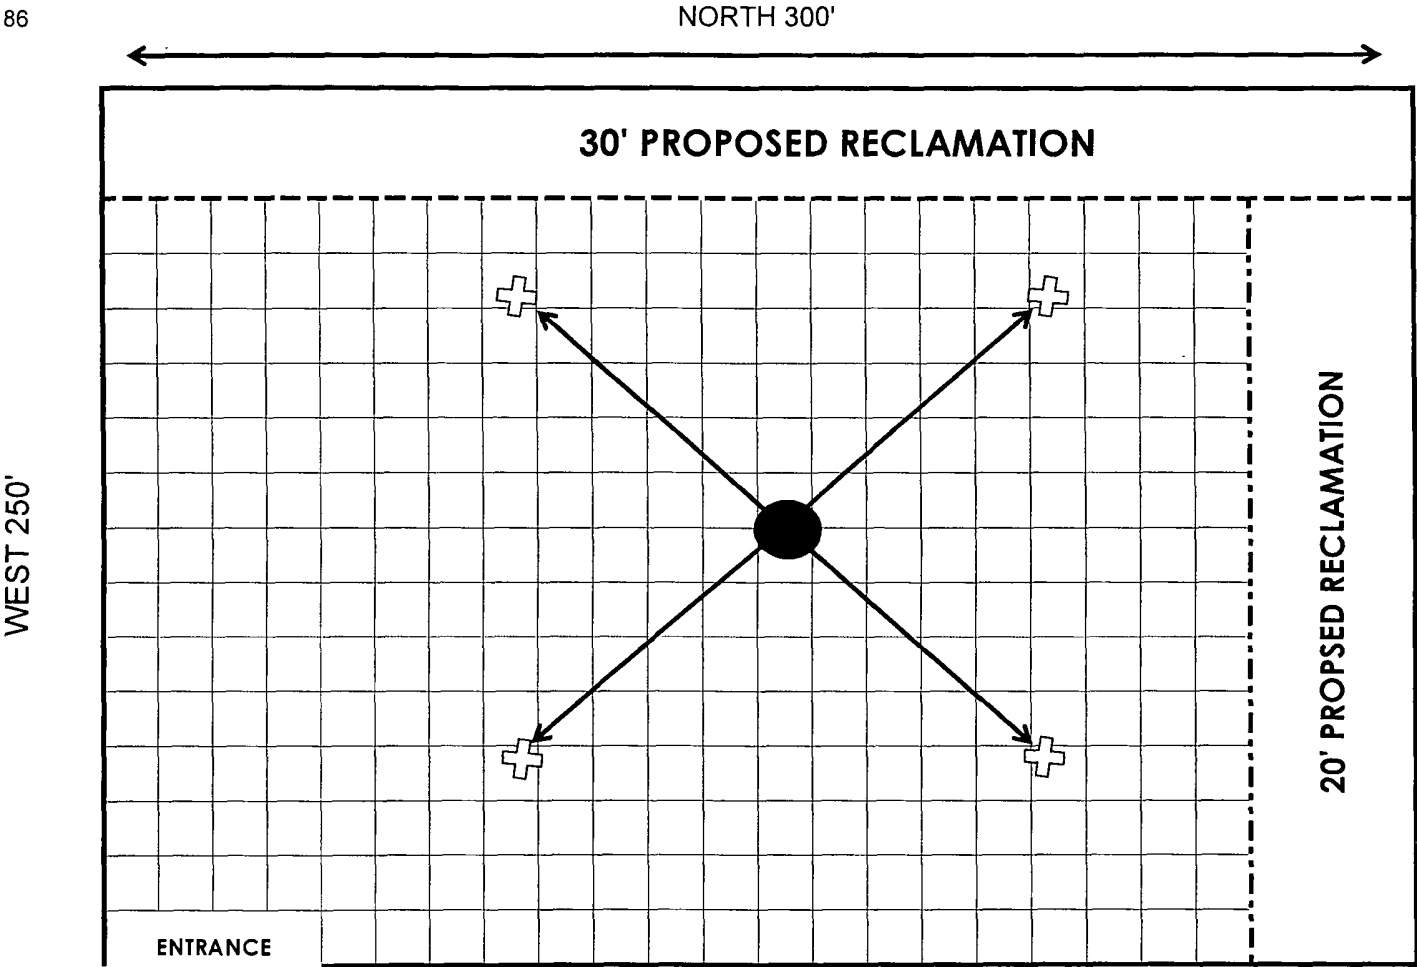 86
NORTH 300'
30' PROPOSED RECLAMATION
WEST 250'
20' PROPSED RECLAMATION
ENTRANCE